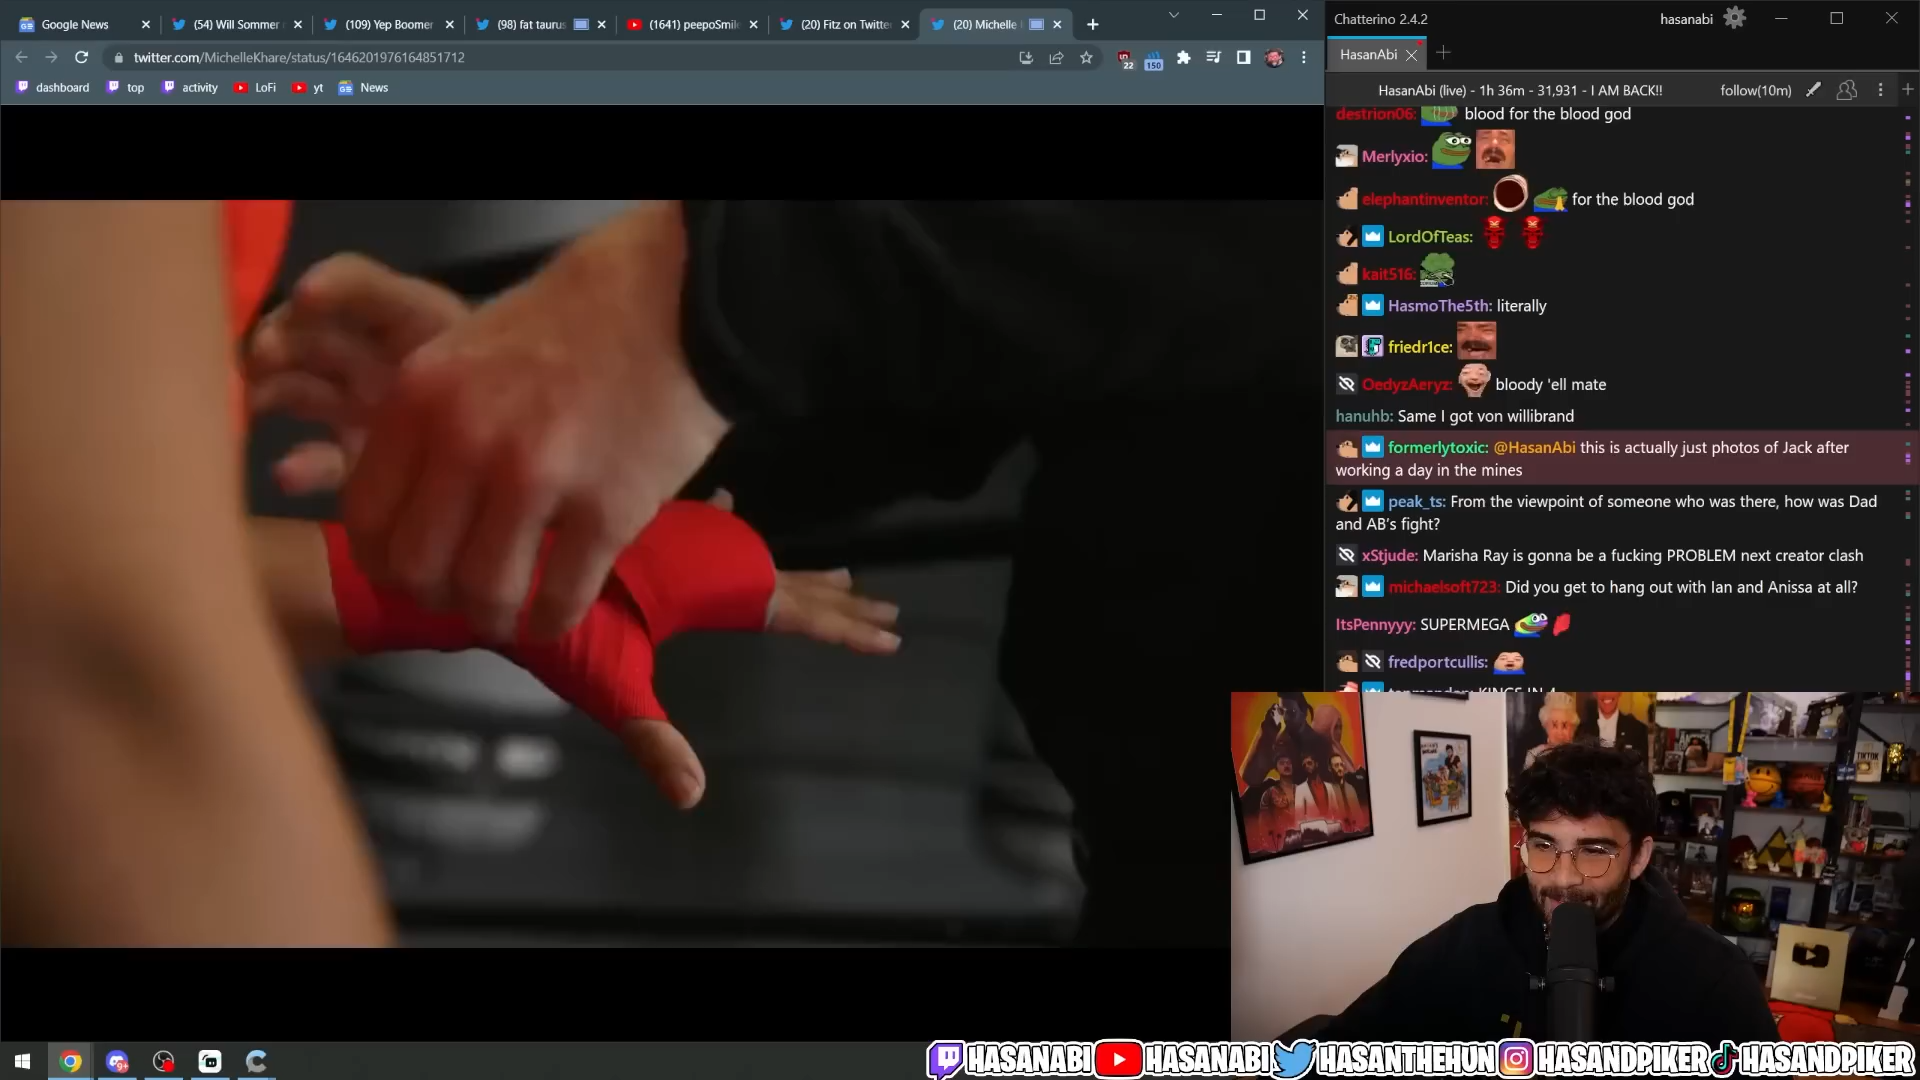 Google News
(54) Will Sommer
(109) Yep Boomer
(98) fat taurus
(1641) peepoSmile
(20) Fitz on Twitte
(20) Michelle
Chatterino 2.4.2
hasanabi
twitter.com/MichelleKhare/status/1646201976164851712
22
150
HasanAbi
dashboard
top
activity
LoFi
yt
News
HasanAbi (live) - 1h 36m - 31,931 - I AM BACK!!
follow(10m)
destrion06: blood for the blood god
Merlyxio:
elephantinventor: for the blood god
LordOfTeas:
kait516:
HasmoThe5th: literally
friedr1ce:
OedyzAeryz: bloody 'ell mate
hanuhb: Same I got von willibrand
formerlytoxic: @HasanAbi this is actually just photos of Jack after
working a day in the mines
peak_ts: From the viewpoint of someone who was there, how was Dad
and AB's fight?
xStjude: Marisha Ray is gonna be a fucking PROBLEM next creator clash
michaelsoft723: Did you get to hang out with Ian and Anissa at all?
ItsPennyyy: SUPERMEGA
fredportcullis:
KINGS IN 4
TIKTOK
HASANABI HASANABI HASANTHEHUN HASANDPIKER HASANDPIKER